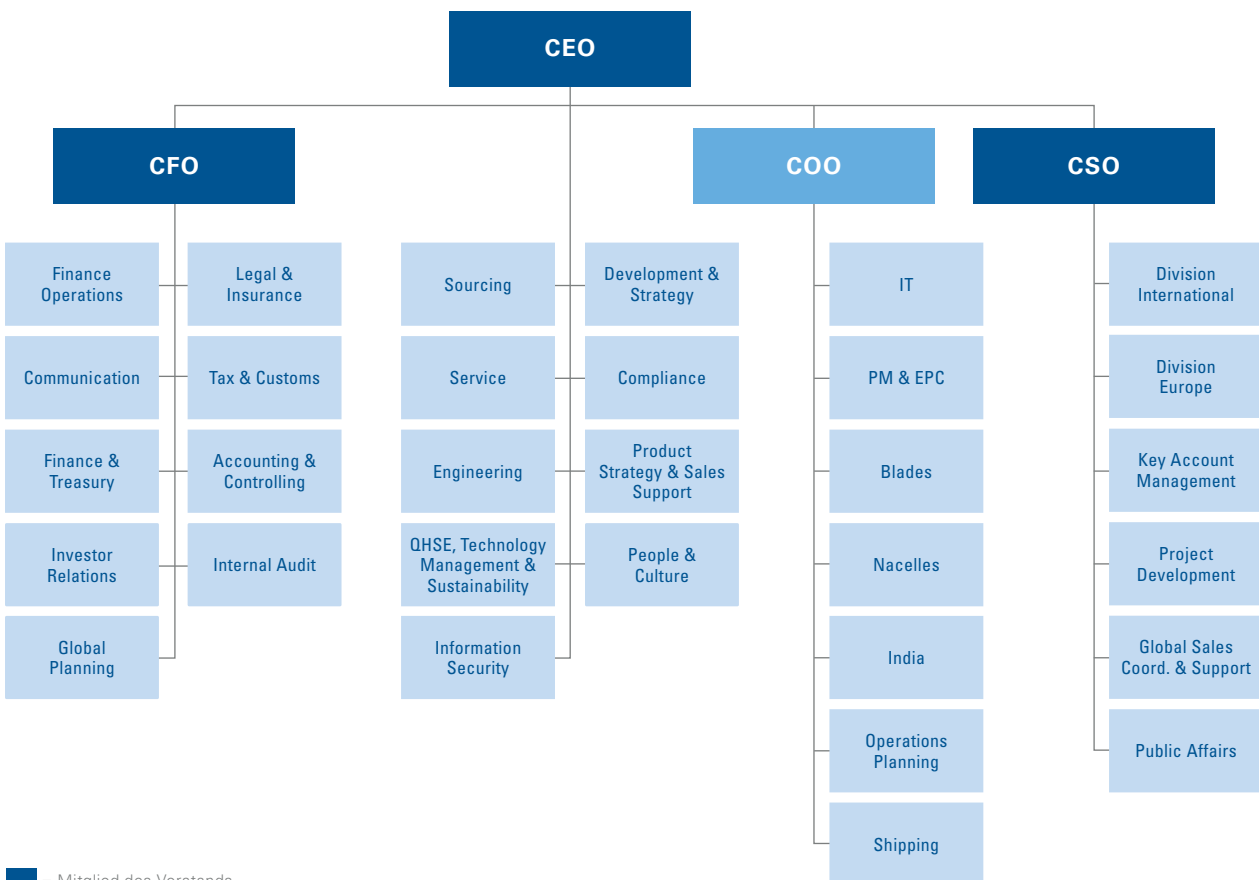 CEO
CFO
COO
CSO
Finance
Operations
Legal &
Insurance
Communication
Tax & Customs
Finance &
Treasury
Accounting &
Controlling
Investor
Relations
Internal Audit
Global
Planning
Sourcing
Development &
Strategy
Service
Compliance
Engineering
Product
Strategy & Sales
Support
QHSE, Technology
Management &
Sustainability
People &
Culture
Information
Security
IT
PM & EPC
Blades
Nacelles
India
Operations
Planning
Shipping
Division
International
Division
Europe
Key Account
Management
Project
Development
Global Sales
Coord. & Support
Public Affairs
= Mitglied des Vorstands